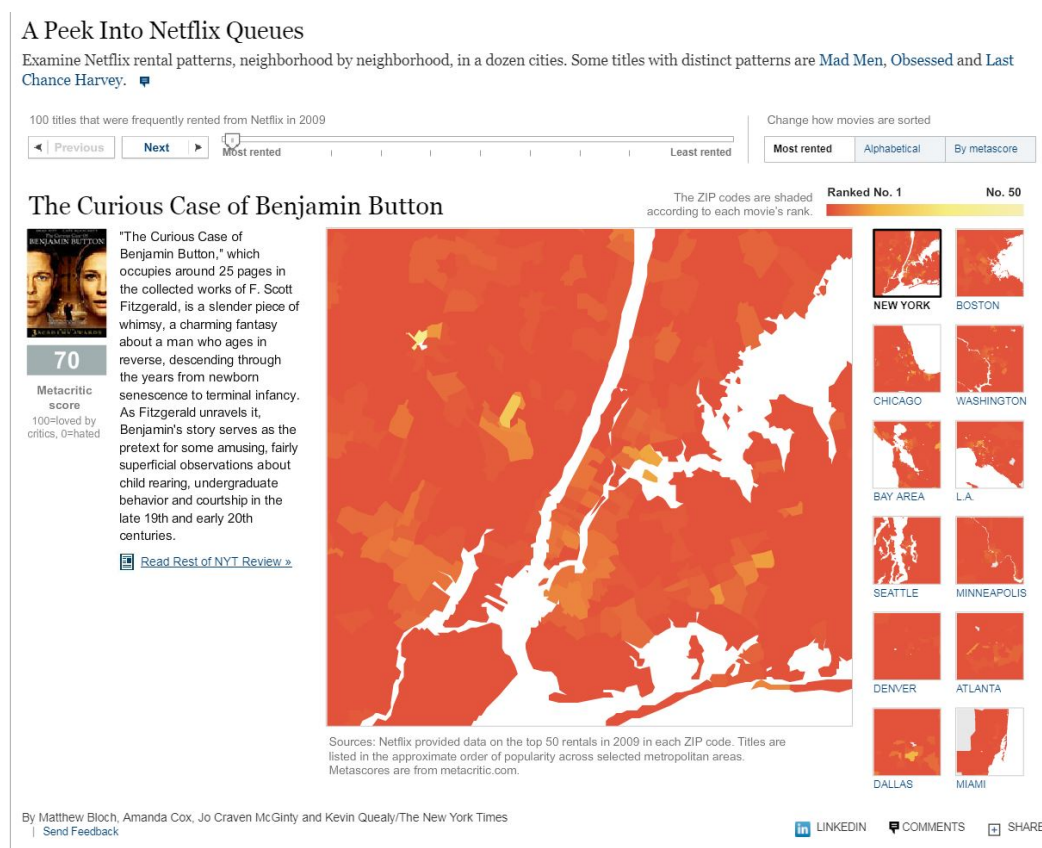 A Peek Into Netflix Queues
Examine Netflix rental patterns, neighborhood by neighborhood, in a dozen cities. Some titles with distinct patterns are Mad Men, Obsessed and Last
Chance Harvey.
100 titles that were frequently rented from Netflix in 2009
Previous
Next
Most rented
Least rented
Change how movies are sorted
Most rented
Alphabetical
By metascore
The Curious Case of Benjamin Button
The ZIP codes are shaded
according to each movie's rank.
Ranked No. 1
No. 50
BENJAMIN BUTTON
ACADEMY AWARDS
70
Metacritic
score
100=loved by
critics, 0=hated
"The Curious Case of
Benjamin Button," which
occupies around 25 pages in
the collected works of F. Scott
Fitzgerald, is a slender piece of
whimsy, a charming fantasy
about a man who ages in
reverse, descending through
the years from newborn
senescence to terminal infancy.
As Fitzgerald unravels it,
Benjamin's story serves as the
pretext for some amusing, fairly
superficial observations about
child rearing, undergraduate
behavior and courtship in the
late 19th and early 20th
centuries.
Read Rest of NYT Review »
NEW YORK
BOSTON
CHICAGO
WASHINGTON
BAY AREA
L.A.
SEATTLE
MINNEAPOLIS
DENVER
ATLANTA
DALLAS
MIAMI
Sources: Netflix provided data on the top 50 rentals in 2009 in each ZIP code. Titles are
listed in the approximate order of popularity across selected metropolitan areas.
Metascores are from metacritic.com.
By Matthew Bloch, Amanda Cox, Jo Craven McGinty and Kevin Quealy/The New York Times
| Send Feedback
in LINKEDIN
COMMENTS
SHARE